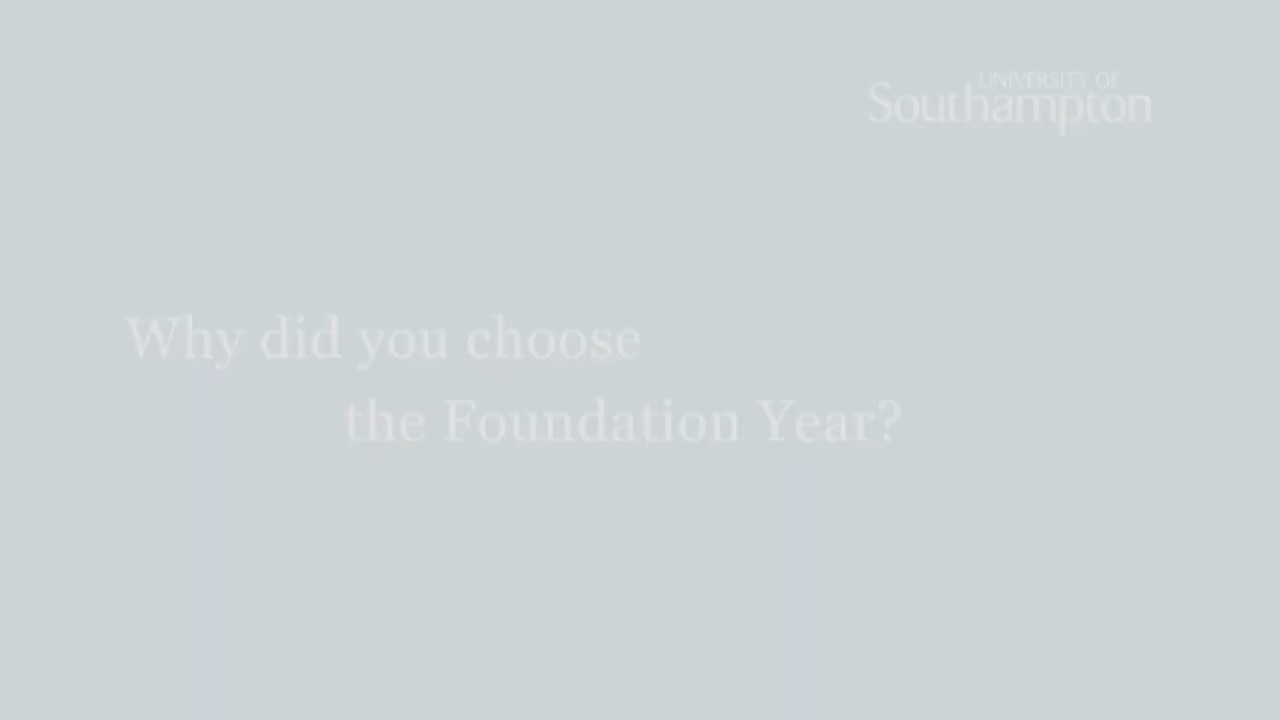 UNIVERSITY OF
Southampton
Why did you choose
the Foundation Year?